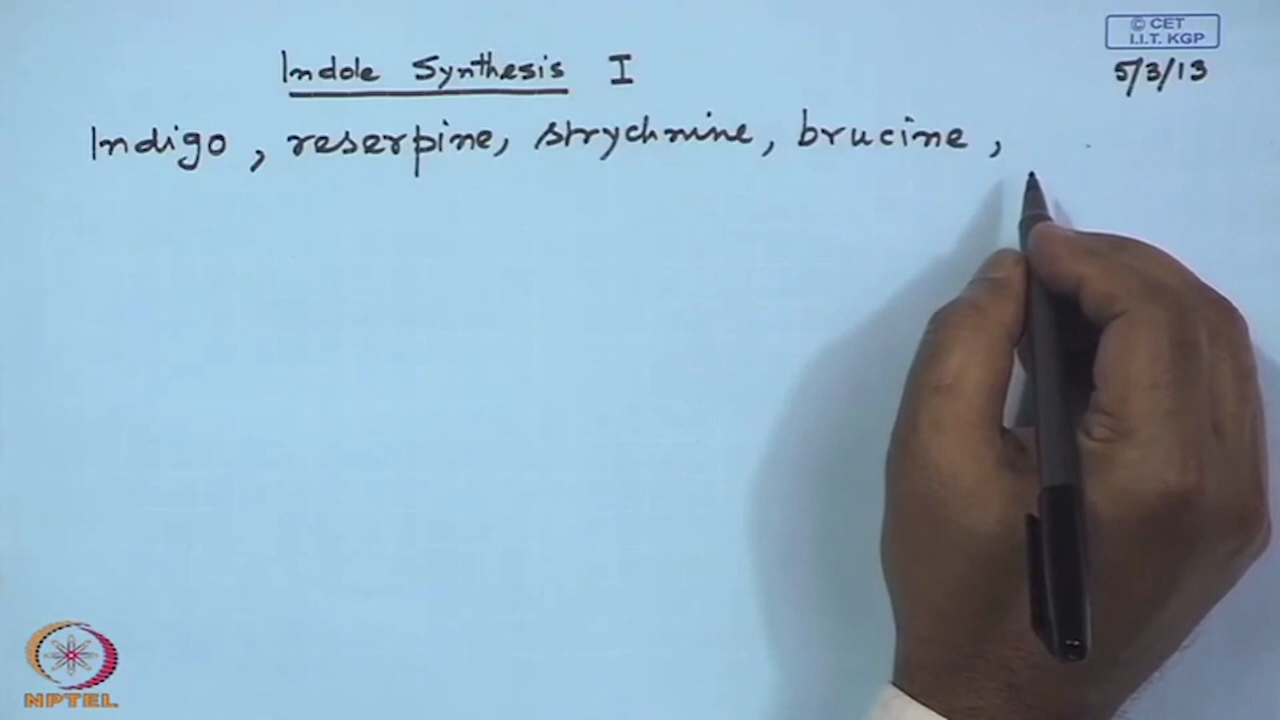 © CET
I.I.T. KGP
Indole Synthesis I
5/3/13
Indigo, reserpine, strychnine, brucine,
NPTEL